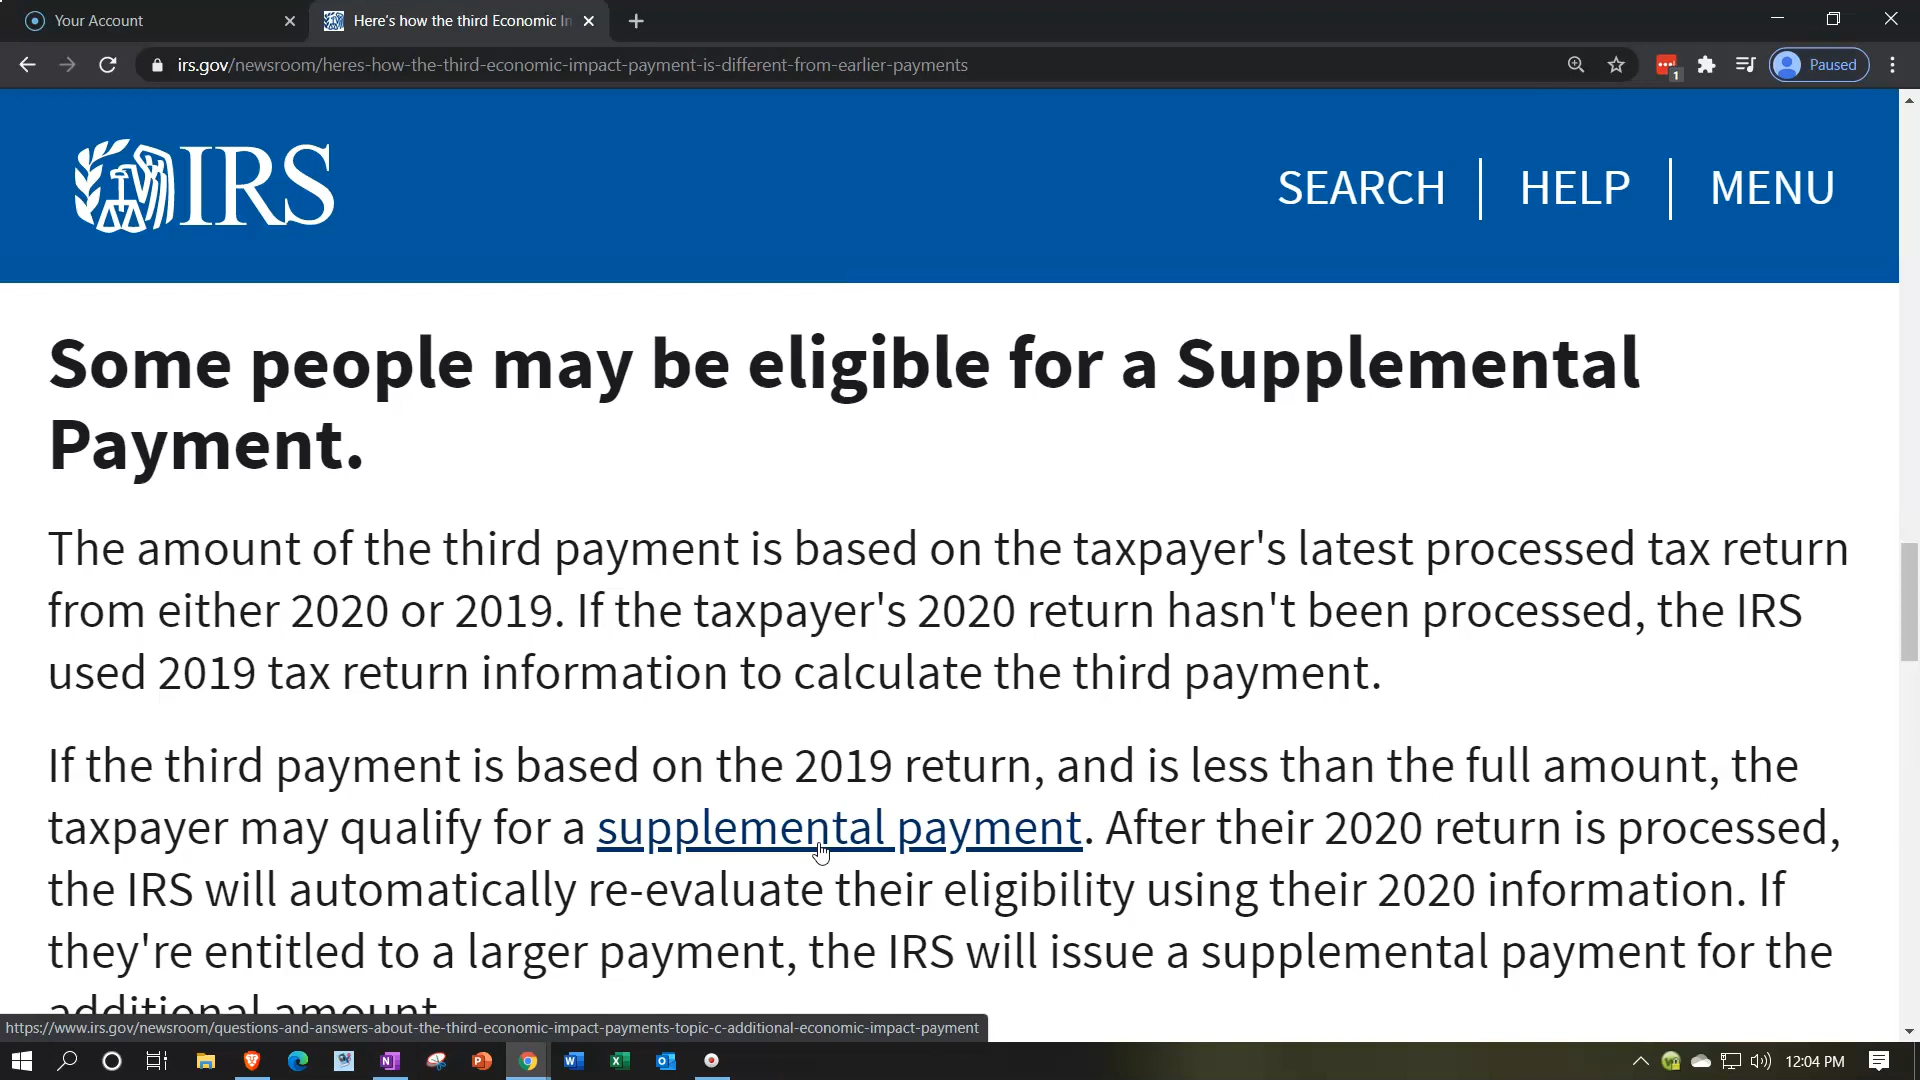 Your Account
Here's how the third Economic In
irs.gov/newsroom/heres-how-the-third-economic-impact-payment-is-different-from-earlier-payments
1
Paused
IRS
SEARCH | HELP | MENU
Some people may be eligible for a Supplemental
Payment.
The amount of the third payment is based on the taxpayer's latest processed tax return
from either 2020 or 2019. If the taxpayer's 2020 return hasn't been processed, the IRS
used 2019 tax return information to calculate the third payment.
If the third payment is based on the 2019 return, and is less than the full amount, the
taxpayer may qualify for a supplemental payment. After their 2020 return is processed,
the IRS will automatically re-evaluate their eligibility using their 2020 information. If
they're entitled to a larger payment, the IRS will issue a supplemental payment for the
additional amount.
https://www.irs.gov/newsroom/questions-and-answers-about-the-third-economic-impact-payments-topic-c-additional-economic-impact-payment
12:04 PM